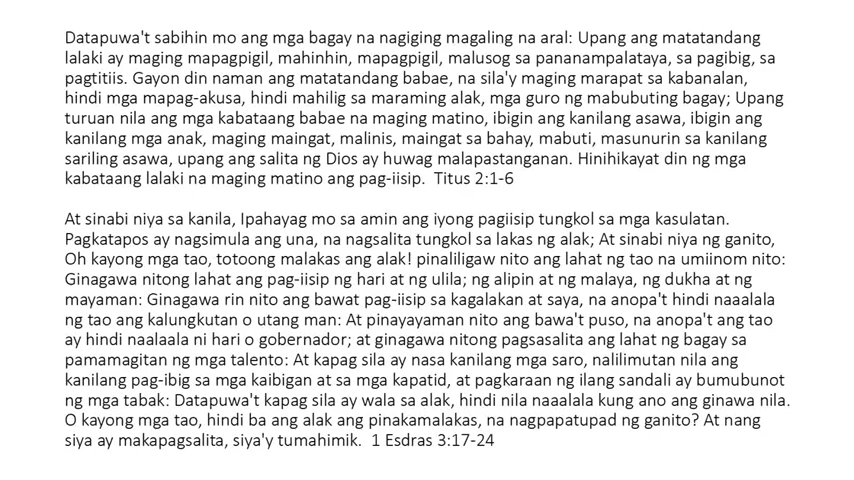 Datapuwa't sabihin mo ang mga bagay na nagiging magaling na aral: Upang ang matatandang
lalaki ay maging mapagpigil, mahinhin, mapagpigil, malusog sa pananampalataya, sa pagibig, sa
pagtitiis. Gayon din naman ang matatandang babae, na sila'y maging marapat sa kabanalan,
hindi mga mapag-akusa, hindi mahilig sa maraming alak, mga guro ng mabubuting bagay; Upang
turuan nila ang mga kabataang babae na maging matino, ibigin ang kanilang asawa, ibigin ang
kanilang mga anak, maging maingat, malinis, maingat sa bahay, mabuti, masunurin sa kanilang
sariling asawa, upang ang salita ng Dios ay huwag malapastanganan. Hinihikayat din ng mga
kabataang lalaki na maging matino ang pag-iisip.  Titus 2:1-6

At sinabi niya sa kanila, Ipahayag mo sa amin ang iyong pagiisip tungkol sa mga kasulatan.
Pagkatapos ay nagsimula ang una, na nagsalita tungkol sa lakas ng alak; At sinabi niya ng ganito,
Oh kayong mga tao, totoong malakas ang alak! pinaliligaw nito ang lahat ng tao na umiinom nito:
Ginagawa nitong lahat ang pag-iisip ng hari at ng ulila; ng alipin at ng malaya, ng dukha at ng
mayaman: Ginagawa rin nito ang bawat pag-iisip sa kagalakan at saya, na anopa't hindi naaalala
ng tao ang kalungkutan o utang man: At pinayayaman nito ang bawa't puso, na anopa't ang tao
ay hindi naalaala ni hari o gobernador; at ginagawa nitong pagsasalita ang lahat ng bagay sa
pamamagitan ng mga talento: At kapag sila ay nasa kanilang mga saro, nalilimutan nila ang
kanilang pag-ibig sa mga kaibigan at sa mga kapatid, at pagkaraan ng ilang sandali ay bumubunot
ng mga tabak: Datapuwa't kapag sila ay wala sa alak, hindi nila naaalala kung ano ang ginawa nila.
O kayong mga tao, hindi ba ang alak ang pinakamalakas, na nagpapatupad ng ganito? At nang
siya ay makapagsalita, siya'y tumahimik.  1 Esdras 3:17-24